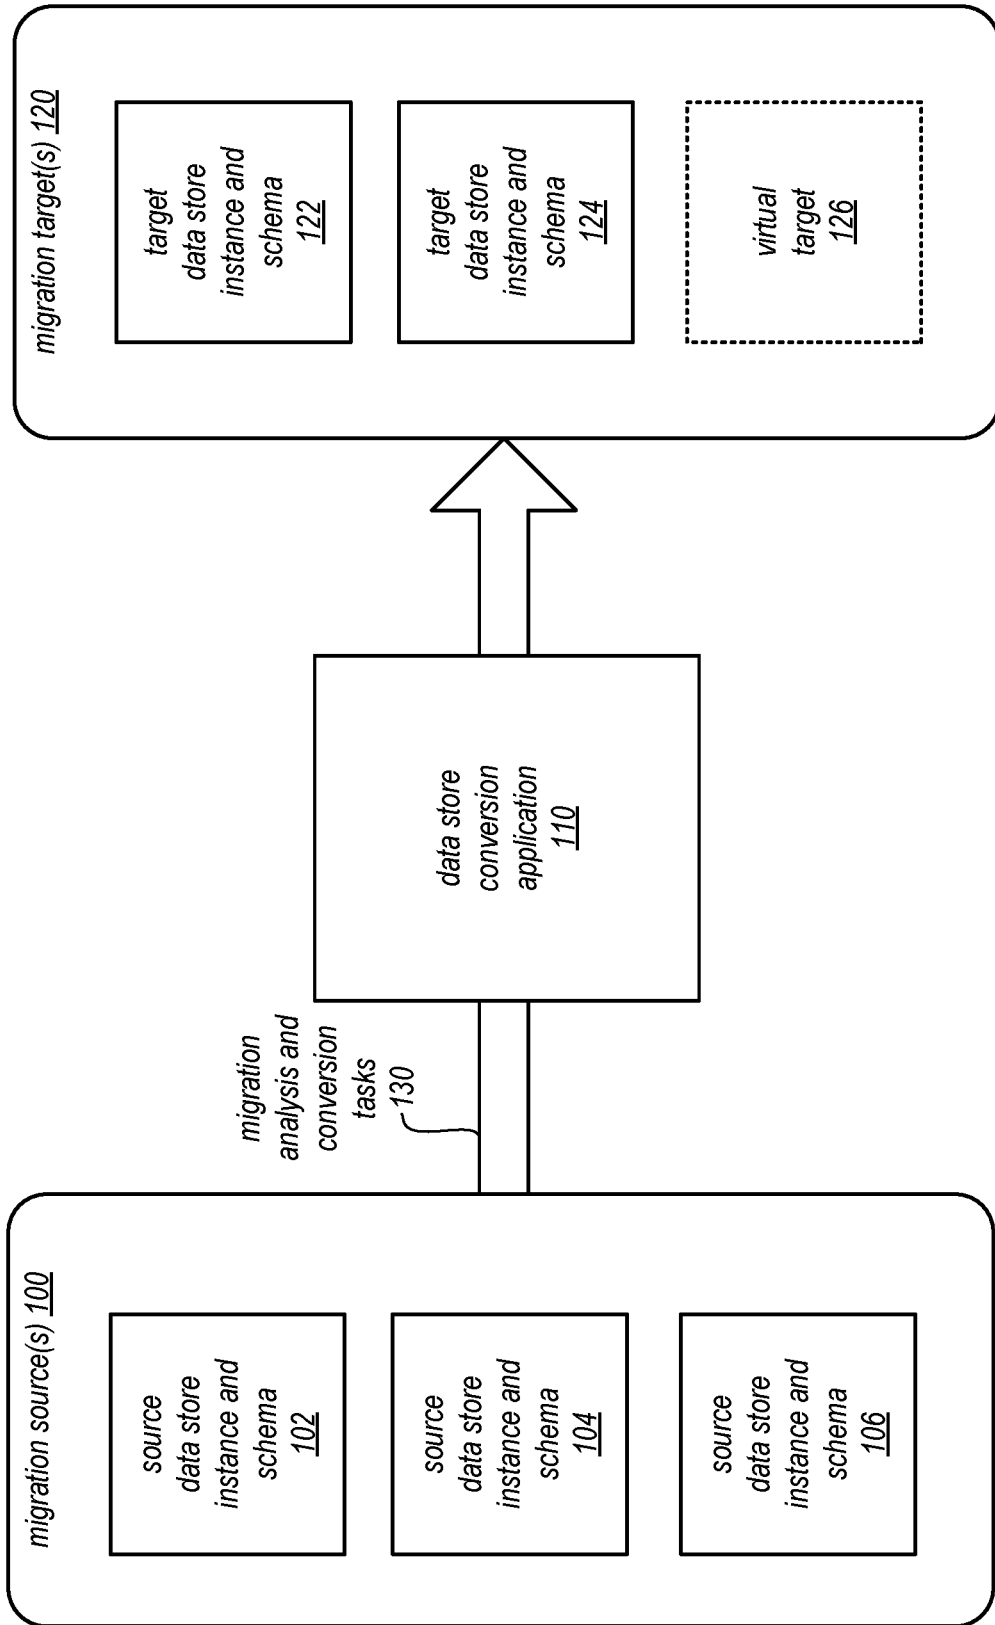 migration source(s) 100
source
data store
instance and
schema
102
source
data store
instance and
schema
104
source
data store
instance and
schema
106
migration
analysis and
conversion
tasks
130
data store
conversion
application
110
migration target(s) 120
target
data store
instance and
schema
122
target
data store
instance and
schema
124
virtual
target
126